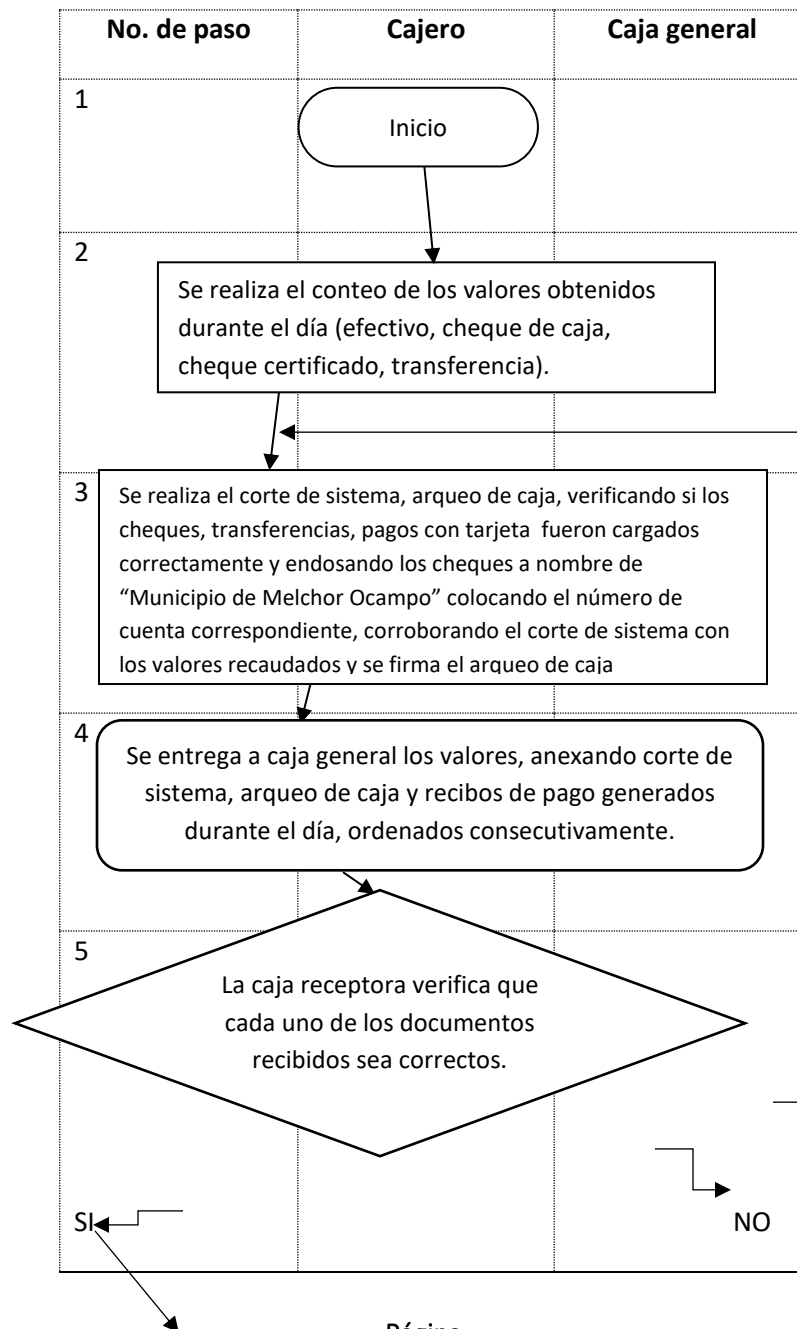 No. de paso Cajero Caja general
1
Inicio
2
Se realiza el conteo de los valores obtenidos
durante el día (efectivo, cheque de caja,
cheque certificado, transferencia).
3
Se realiza el corte de sistema, arqueo de caja, verificando si los
cheques, transferencias, pagos con tarjeta fueron cargados
correctamente y endosando los cheques a nombre de
“Municipio de Melchor Ocampo” colocando el número de
cuenta correspondiente, corroborando el corte de sistema con
los valores recaudados y se firma el arqueo de caja
4
Se entrega a caja general los valores, anexando corte de
sistema, arqueo de caja y recibos de pago generados
durante el día, ordenados consecutivamente.
5
La caja receptora verifica que
cada uno de los documentos
recibidos sea correctos.
SI NO
Página